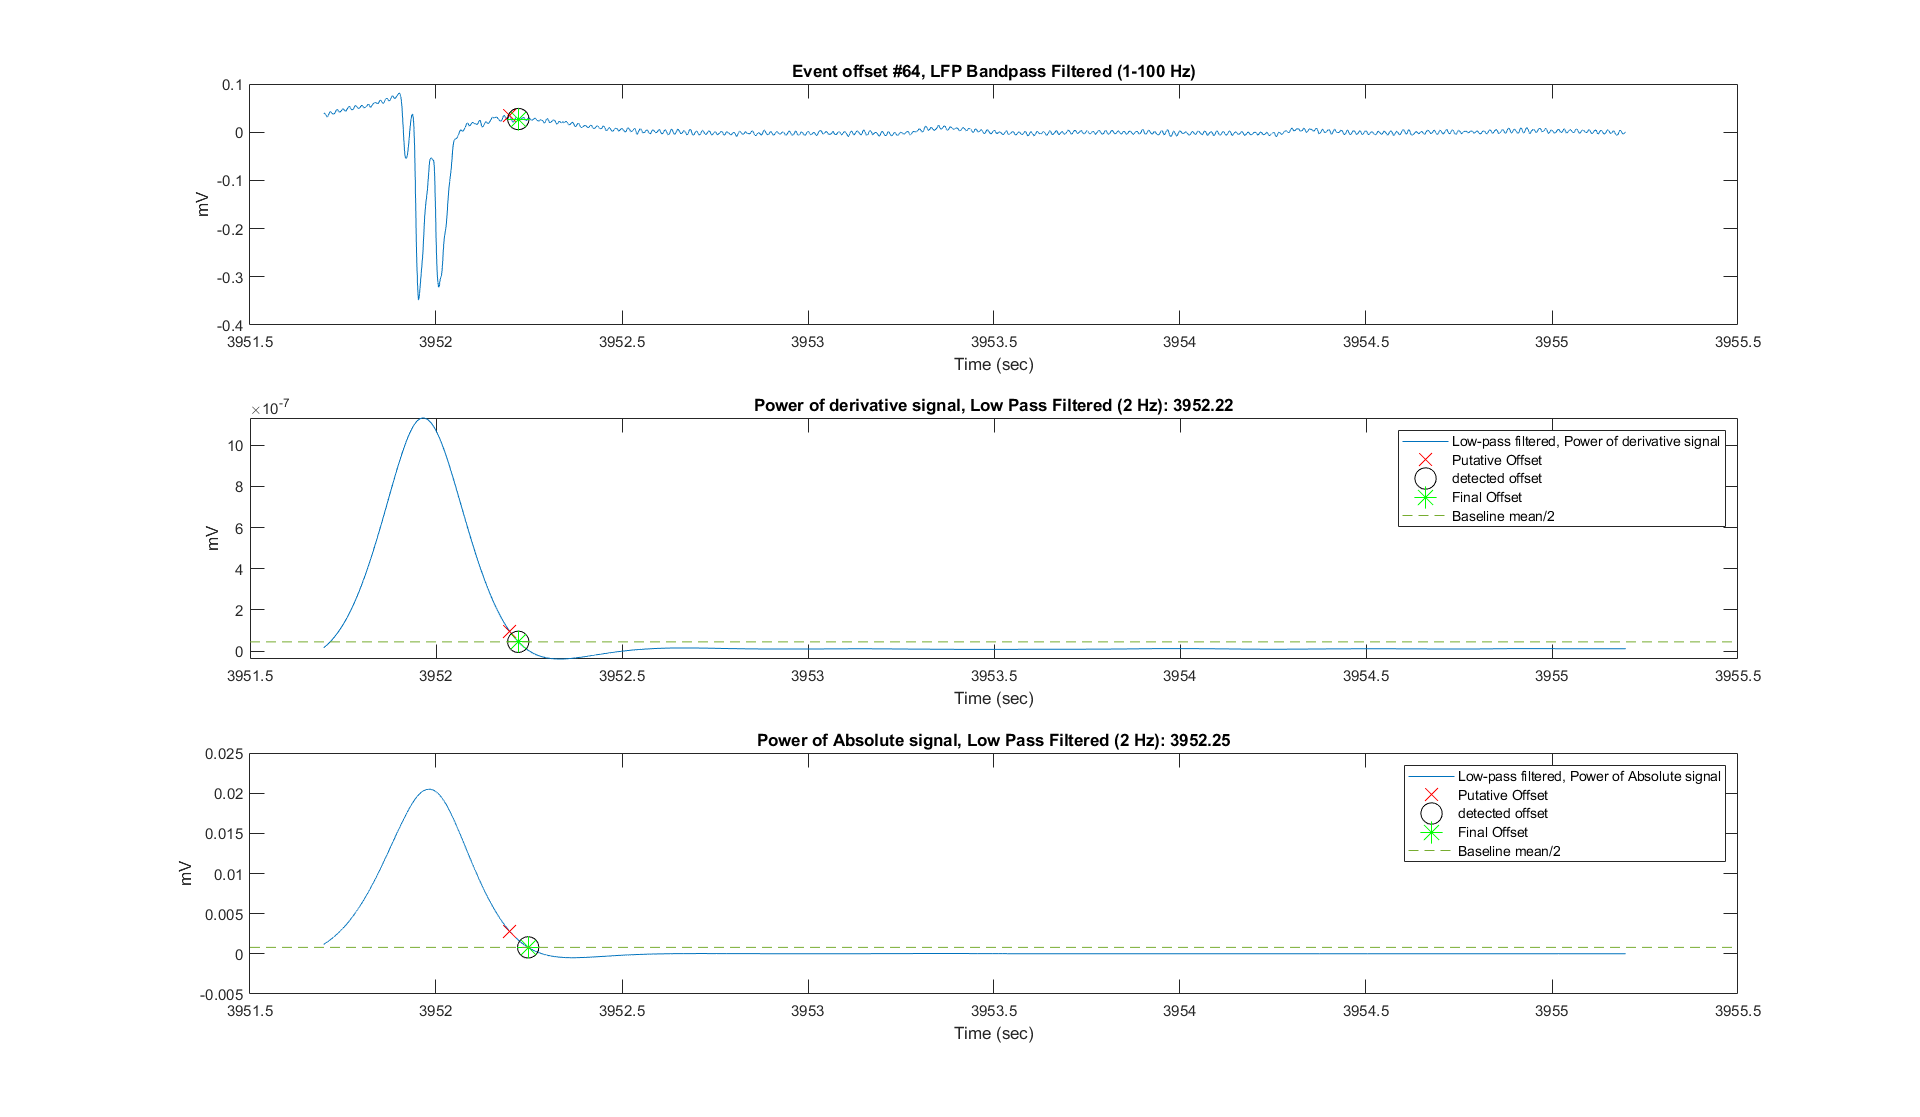 Event offset #64, LFP Bandpass Filtered (1-100 Hz)
0.1
0
-0.1
-0.2
-0.3
-0.4
mV
3951.5 3952 3952.5 3953 3953.5 3954 3954.5 3955 3955.5
Time (sec)
Power of derivative signal, Low Pass Filtered (2 Hz): 3952.22
×10-7
10
8
6
4
2
0
mV
Low-pass filtered, Power of derivative signal
Putative Offset
detected offset
Final Offset
Baseline mean/2
3951.5 3952 3952.5 3953 3953.5 3954 3954.5 3955 3955.5
Time (sec)
Power of Absolute signal, Low Pass Filtered (2 Hz): 3952.25
0.025
0.02
0.015
0.01
0.005
0
-0.005
mV
Low-pass filtered, Power of Absolute signal
Putative Offset
detected offset
Final Offset
Baseline mean/2
3951.5 3952 3952.5 3953 3953.5 3954 3954.5 3955 3955.5
Time (sec)